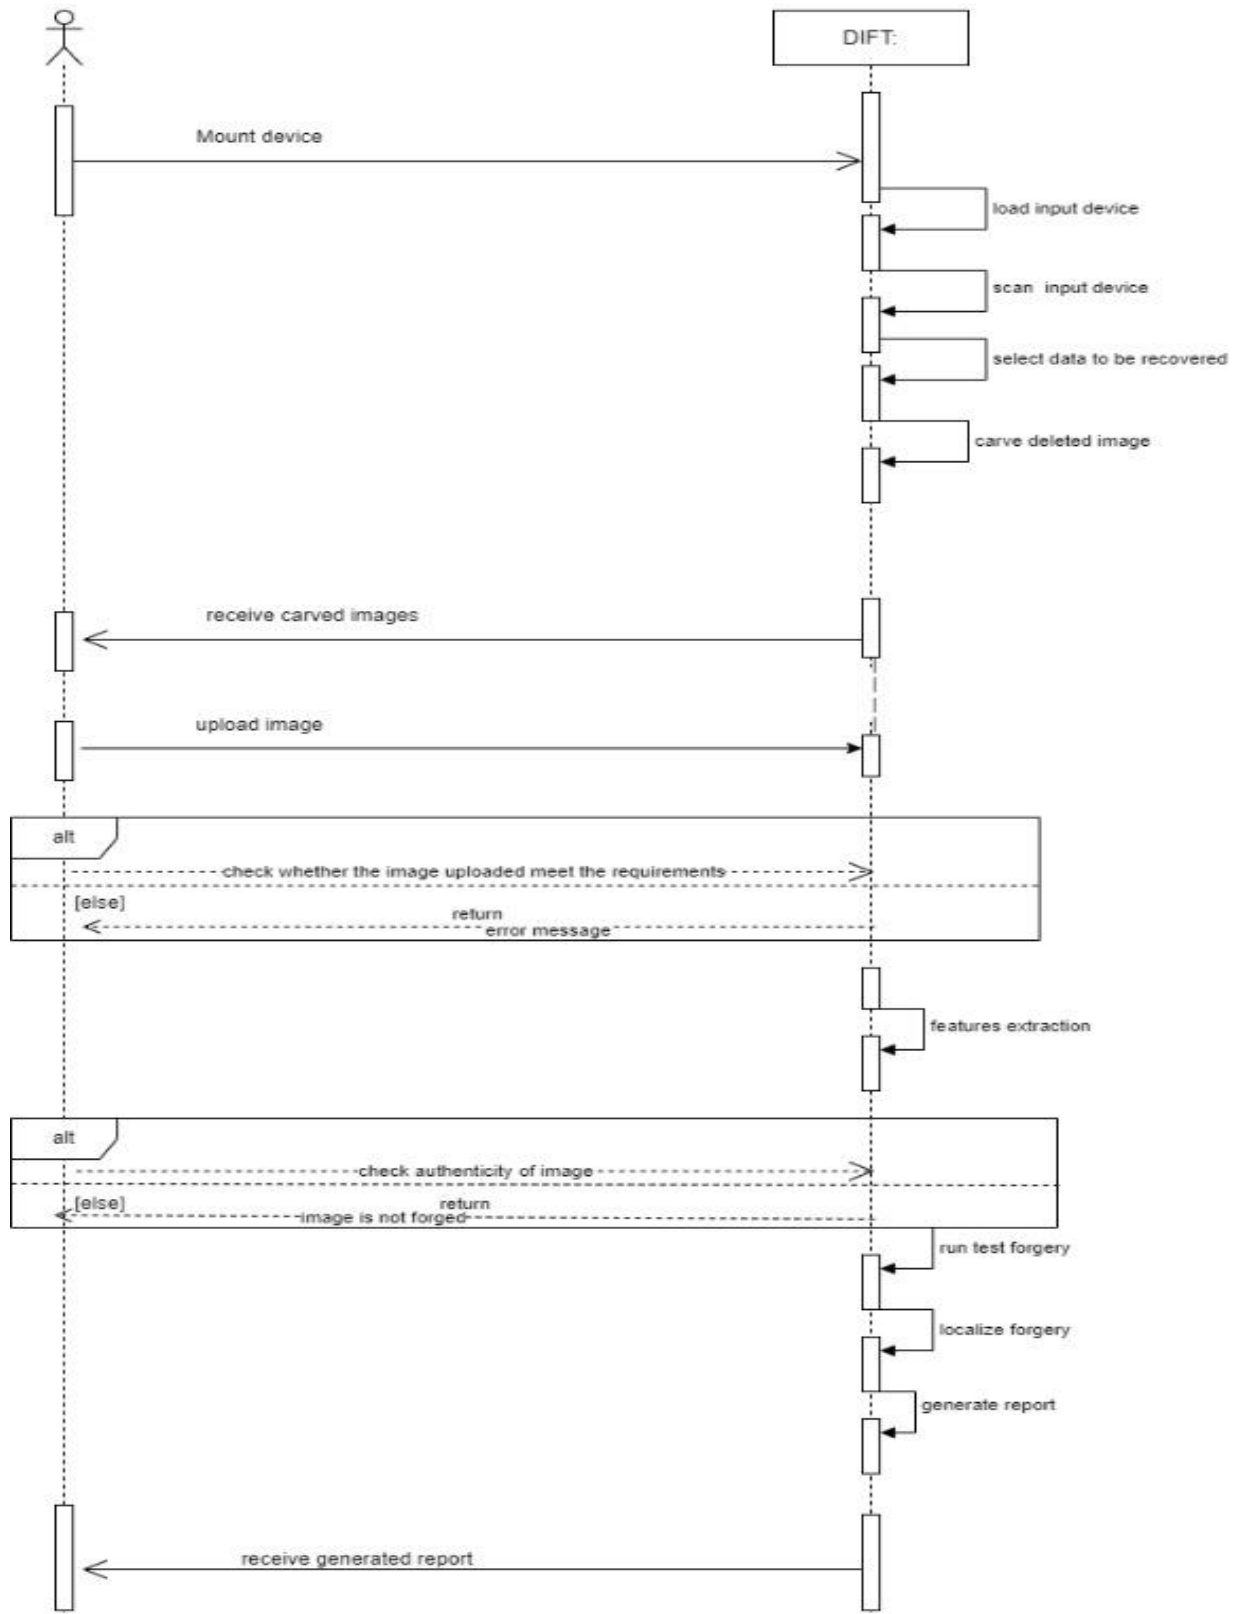 DIFT:
Mount device
load input device
scan input device
select data to be recovered
carve deleted image
receive carved images
upload image
alt
check whether the image uploaded meet the requirements
[else]
return
error message
features extraction
alt
check authenticity of image
[else]
return
image is not forged
run test forgery
localize forgery
generate report
receive generated report